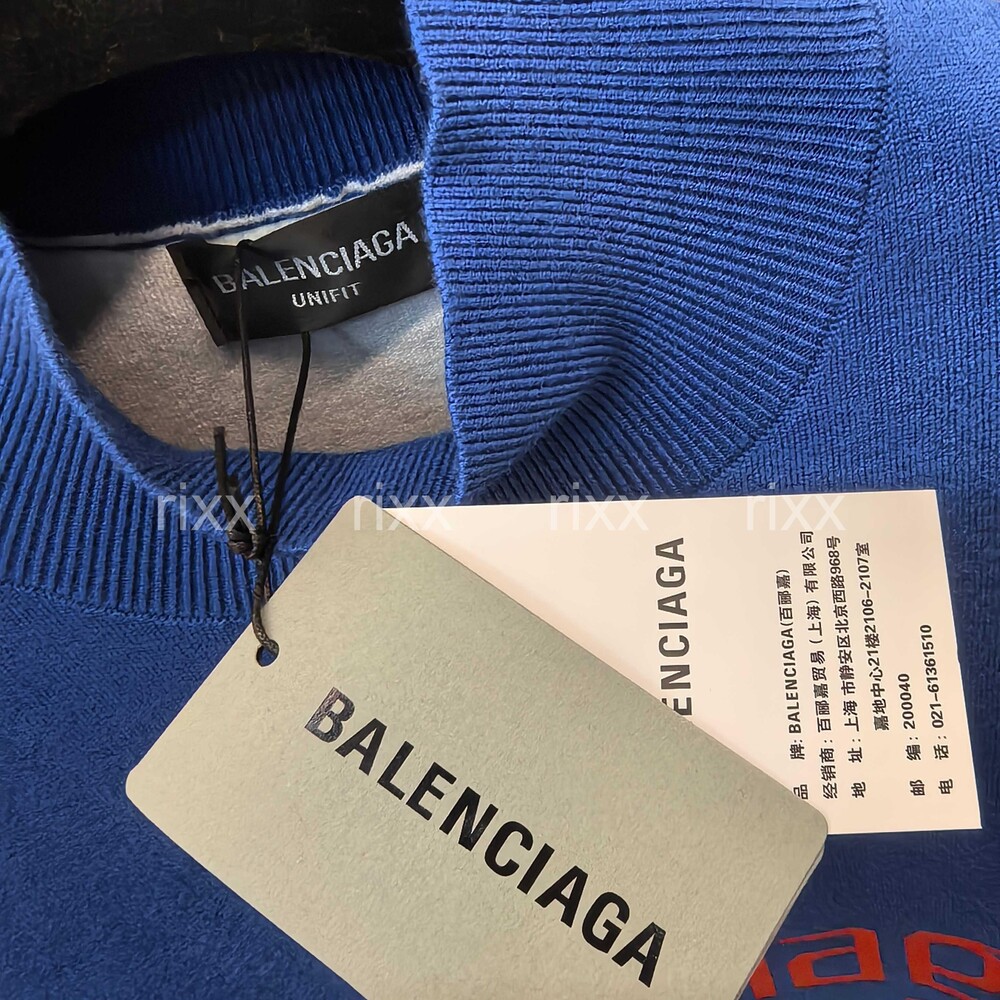 BALENCIAGA
UNIFIT
rixx rixx rixx rixx
BALENCIAGA
ENCIAGA
品 牌: BALENCIAGA(百郦嘉)
经销商: 百郦嘉贸易(上海)有限公司
地 址: 上海市静安区北京西路968号
嘉地中心21楼2106-2107室
邮 编: 200040
电 话: 021-61361510